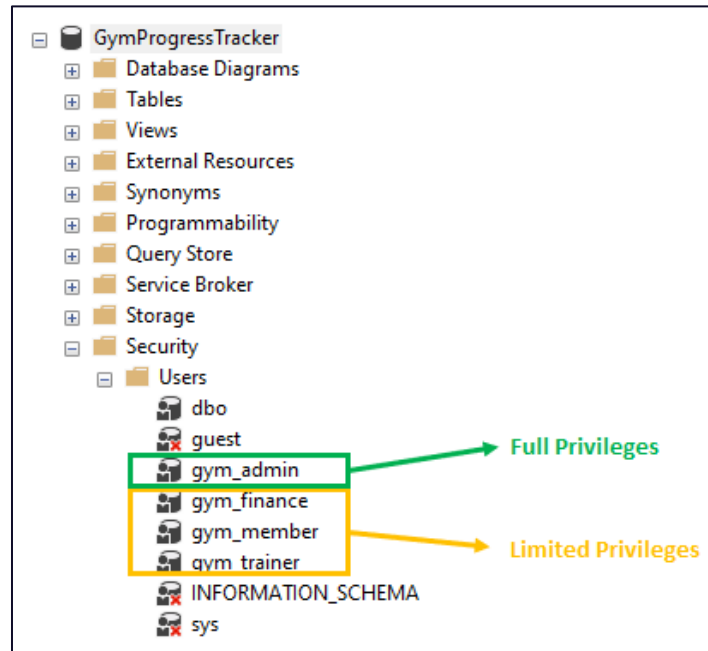 GymProgressTracker
Database Diagrams
Tables
Views
External Resources
Synonyms
Programmability
Query Store
Service Broker
Storage
Security
Users
dbo
guest
gym_admin
Full Privileges
gym_finance
gym_member
Limited Privileges
gym_trainer
INFORMATION_SCHEMA
sys